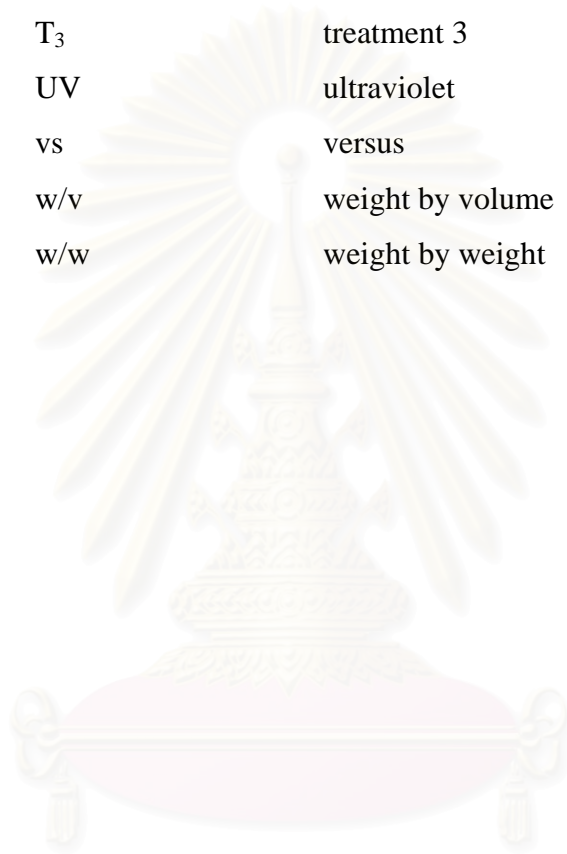 T₃ treatment 3
UV ultraviolet
vs versus
w/v weight by volume
w/w weight by weight